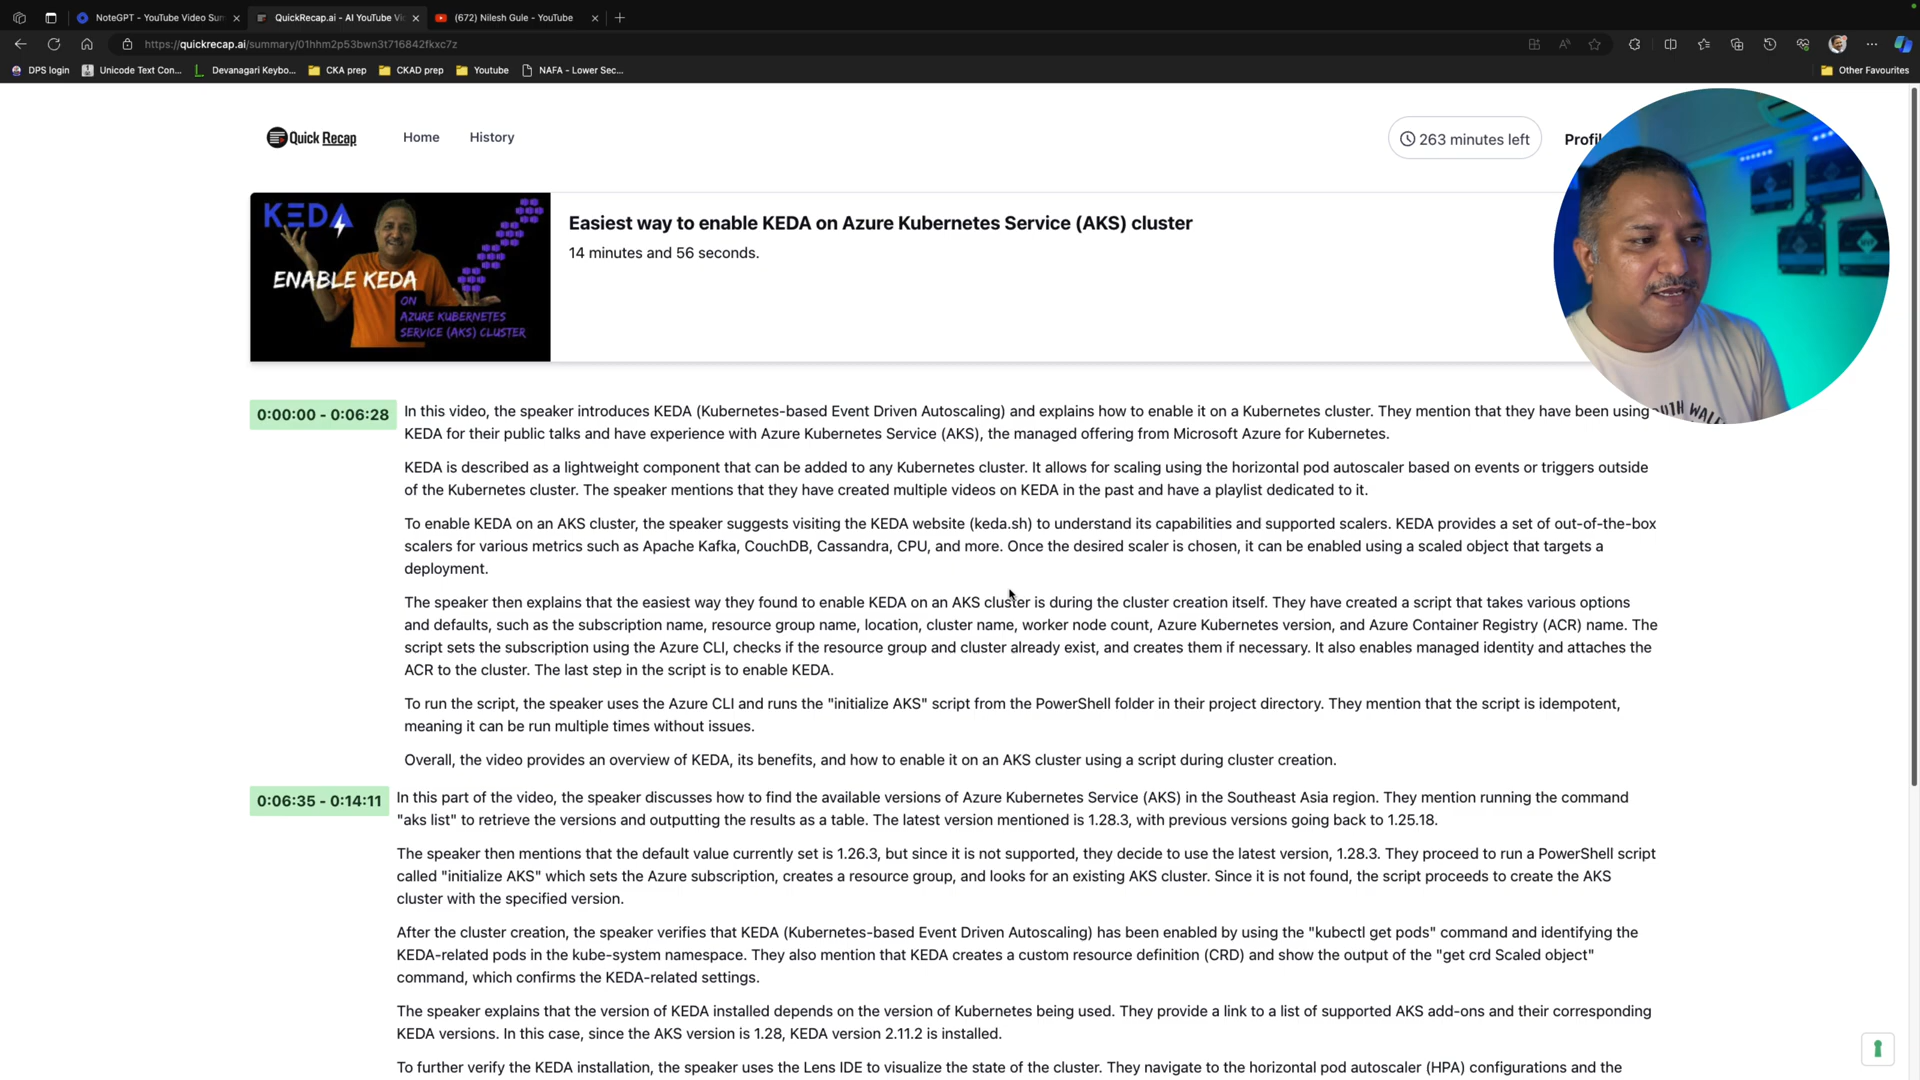 NoteGPT - YouTube Video Sum
QuickRecap.ai - AI YouTube Vi
(672) Nilesh Gule - YouTube
https://quickrecap.ai/summary/01hhm2p53bwn3t716842fkxc7z
DPS login
Unicode Text Con...
Devanagari Keybo...
CKA prep
CKAD prep
Youtube
NAFA - Lower Sec...
Other Favourites
Quick Recap
Home
History
263 minutes left
Profil
KEDA
ENABLE KEDA
ON
AZURE KUBERNETES
SERVICE (AKS) CLUSTER
Easiest way to enable KEDA on Azure Kubernetes Service (AKS) cluster
14 minutes and 56 seconds.
0:00:00 - 0:06:28
In this video, the speaker introduces KEDA (Kubernetes-based Event Driven Autoscaling) and explains how to enable it on a Kubernetes cluster. They mention that they have been using
KEDA for their public talks and have experience with Azure Kubernetes Service (AKS), the managed offering from Microsoft Azure for Kubernetes.
KEDA is described as a lightweight component that can be added to any Kubernetes cluster. It allows for scaling using the horizontal pod autoscaler based on events or triggers outside
of the Kubernetes cluster. The speaker mentions that they have created multiple videos on KEDA in the past and have a playlist dedicated to it.
To enable KEDA on an AKS cluster, the speaker suggests visiting the KEDA website (keda.sh) to understand its capabilities and supported scalers. KEDA provides a set of out-of-the-box
scalers for various metrics such as Apache Kafka, CouchDB, Cassandra, CPU, and more. Once the desired scaler is chosen, it can be enabled using a scaled object that targets a
deployment.
The speaker then explains that the easiest way they found to enable KEDA on an AKS cluster is during the cluster creation itself. They have created a script that takes various options
and defaults, such as the subscription name, resource group name, location, cluster name, worker node count, Azure Kubernetes version, and Azure Container Registry (ACR) name. The
script sets the subscription using the Azure CLI, checks if the resource group and cluster already exist, and creates them if necessary. It also enables managed identity and attaches the
ACR to the cluster. The last step in the script is to enable KEDA.
To run the script, the speaker uses the Azure CLI and runs the "initialize AKS" script from the PowerShell folder in their project directory. They mention that the script is idempotent,
meaning it can be run multiple times without issues.
Overall, the video provides an overview of KEDA, its benefits, and how to enable it on an AKS cluster using a script during cluster creation.
0:06:35 - 0:14:11
In this part of the video, the speaker discusses how to find the available versions of Azure Kubernetes Service (AKS) in the Southeast Asia region. They mention running the command
"aks list" to retrieve the versions and outputting the results as a table. The latest version mentioned is 1.28.3, with previous versions going back to 1.25.18.
The speaker then mentions that the default value currently set is 1.26.3, but since it is not supported, they decide to use the latest version, 1.28.3. They proceed to run a PowerShell script
called "initialize AKS" which sets the Azure subscription, creates a resource group, and looks for an existing AKS cluster. Since it is not found, the script proceeds to create the AKS
cluster with the specified version.
After the cluster creation, the speaker verifies that KEDA (Kubernetes-based Event Driven Autoscaling) has been enabled by using the "kubectl get pods" command and identifying the
KEDA-related pods in the kube-system namespace. They also mention that KEDA creates a custom resource definition (CRD) and show the output of the "get crd Scaled object"
command, which confirms the KEDA-related settings.
The speaker explains that the version of KEDA installed depends on the version of Kubernetes being used. They provide a link to a list of supported AKS add-ons and their corresponding
KEDA versions. In this case, since the AKS version is 1.28, KEDA version 2.11.2 is installed.
To further verify the KEDA installation, the speaker uses the Lens IDE to visualize the state of the cluster. They navigate to the horizontal pod autoscaler (HPA) configurations and the